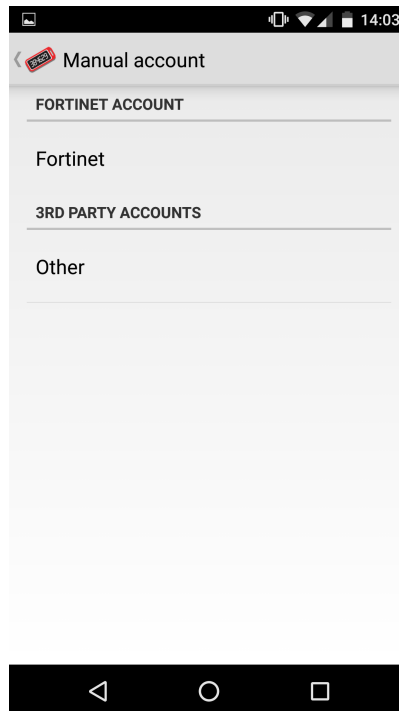 14:03
Manual account
FORTINET ACCOUNT
Fortinet
3RD PARTY ACCOUNTS
Other